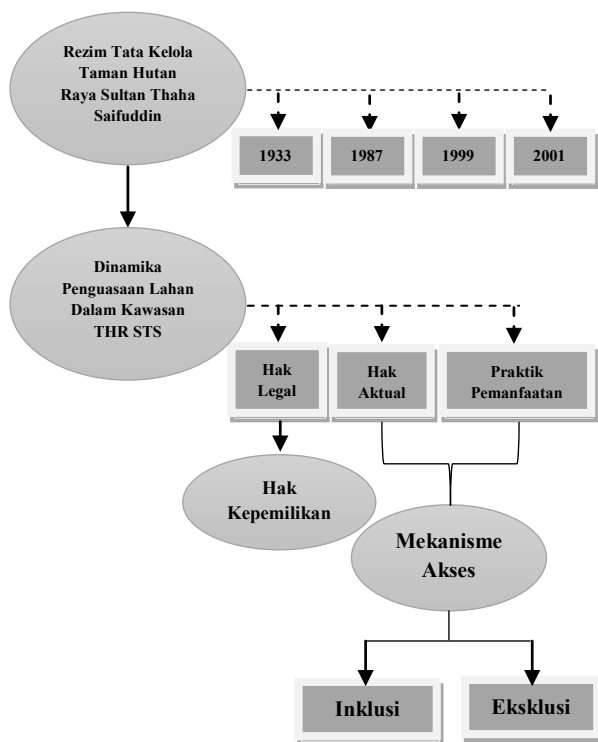 Rezim Tata Kelola
Taman Hutan
Raya Sultan Thaha
Saifuddin
1933
1987
1999
2001
Dinamika
Penguasaan Lahan
Dalam Kawasan
THR STS
Hak
Legal
Hak
Aktual
Praktik
Pemanfaatan
Hak
Kepemilikan
Mekanisme
Akses
Inklusi
Eksklusi